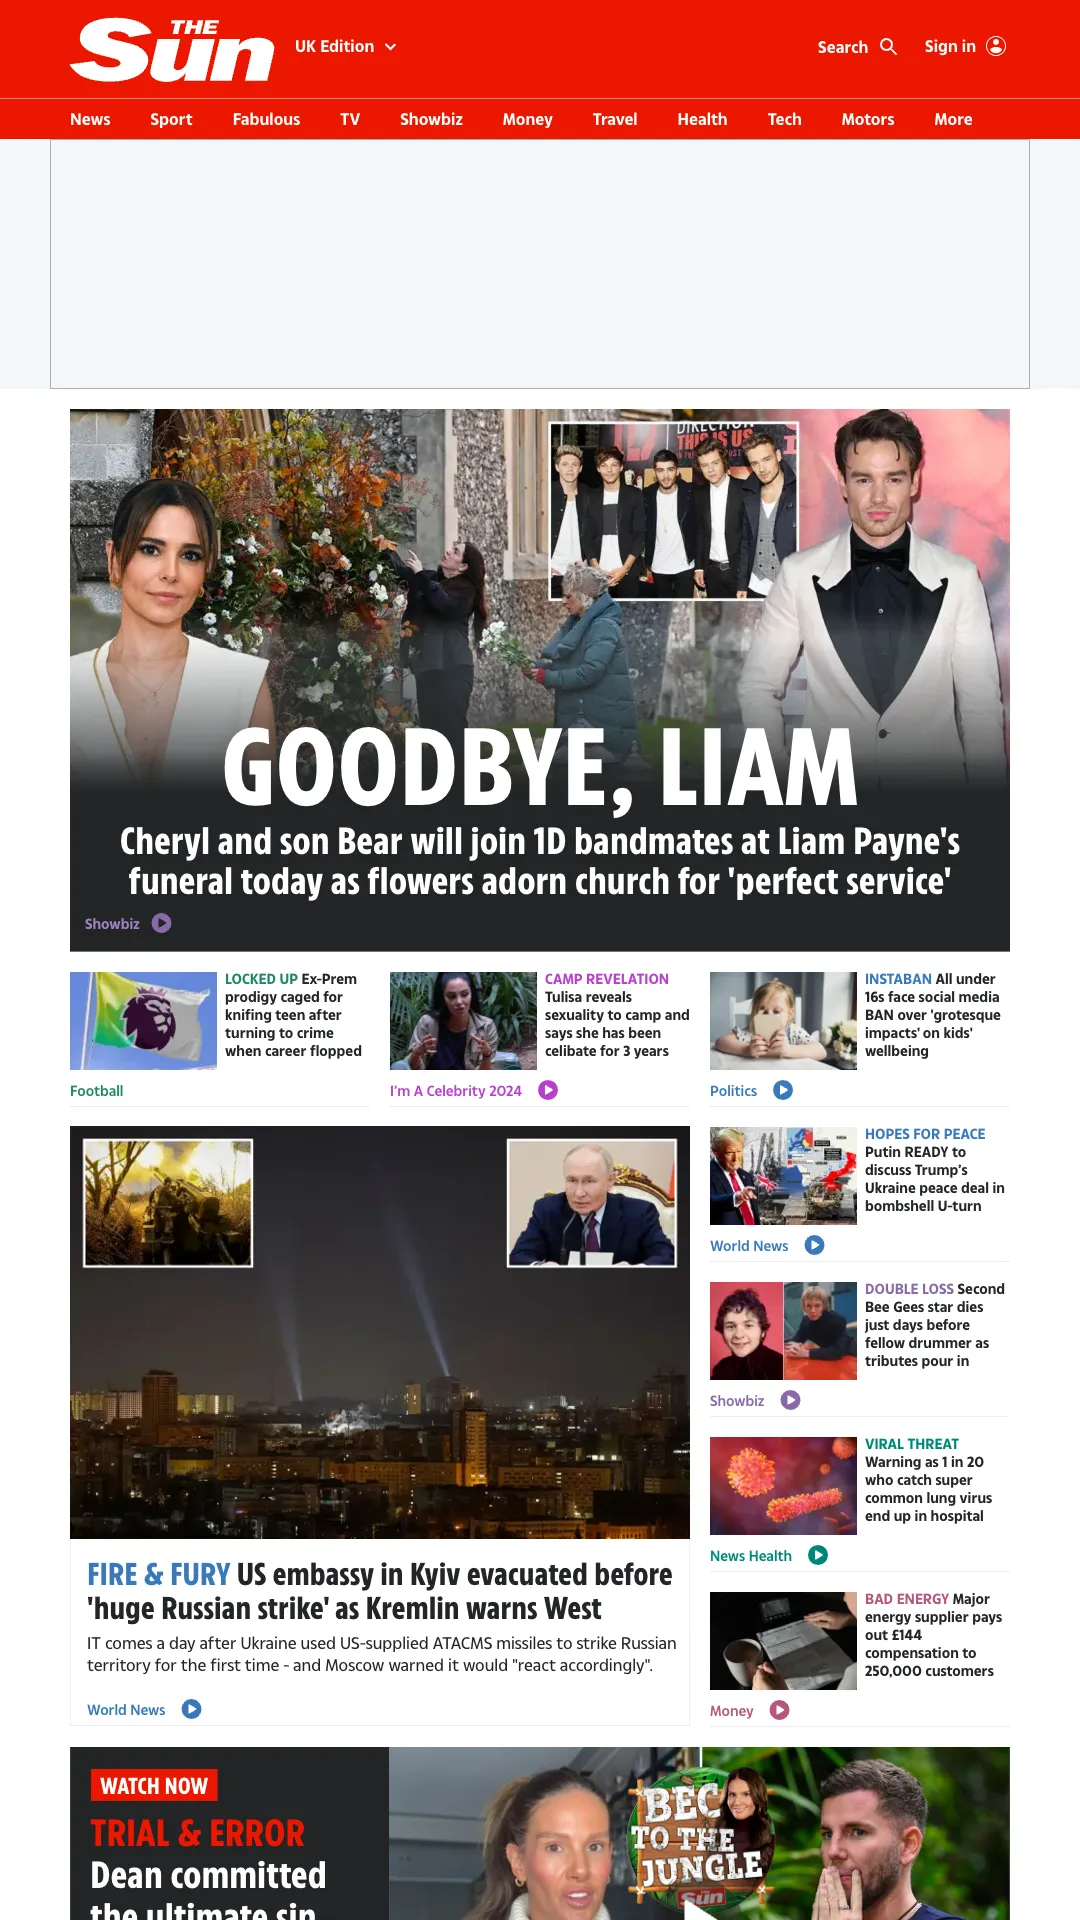 THE
Sun
UK Edition
Search
Sign in
News Sport Fabulous TV Showbiz Money Travel Health Tech Motors More
DIRECTION
THIS IS US
GOODBYE, LIAM
Cheryl and son Bear will join 1D bandmates at Liam Payne's
funeral today as flowers adorn church for 'perfect service'
Showbiz
LOCKED UP Ex-Prem
prodigy caged for
knifing teen after
turning to crime
when career flopped
Football
CAMP REVELATION
Tulisa reveals
sexuality to camp and
says she has been
celibate for 3 years
I'm A Celebrity 2024
INSTABAN All under
16s face social media
BAN over 'grotesque
impacts' on kids'
wellbeing
Politics
FIRE & FURY US embassy in Kyiv evacuated before
'huge Russian strike' as Kremlin warns West
IT comes a day after Ukraine used US-supplied ATACMS missiles to strike Russian
territory for the first time - and Moscow warned it would "react accordingly".
World News
HOPES FOR PEACE
Putin READY to
discuss Trump's
Ukraine peace deal in
bombshell U-turn
World News
DOUBLE LOSS Second
Bee Gees star dies
just days before
fellow drummer as
tributes pour in
Showbiz
VIRAL THREAT
Warning as 1 in 20
who catch super
common lung virus
end up in hospital
News Health
BAD ENERGY Major
energy supplier pays
out £144
compensation to
250,000 customers
Money
WATCH NOW
TRIAL & ERROR
Dean committed
the ultimate sin
BEC
TO THE
JUNGLE
Sun